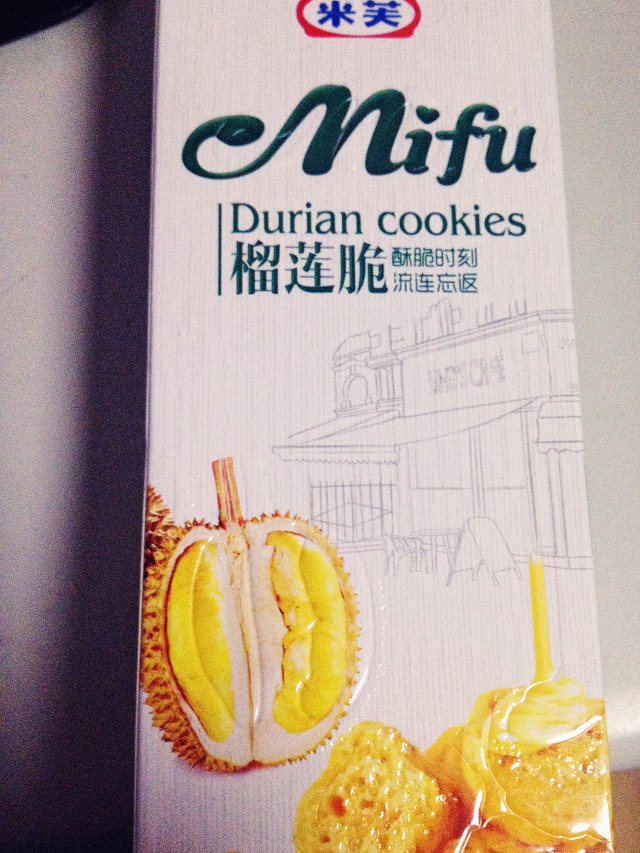 米芙
Mifu
Durian cookies
榴莲脆
酥脆时刻
流连忘返